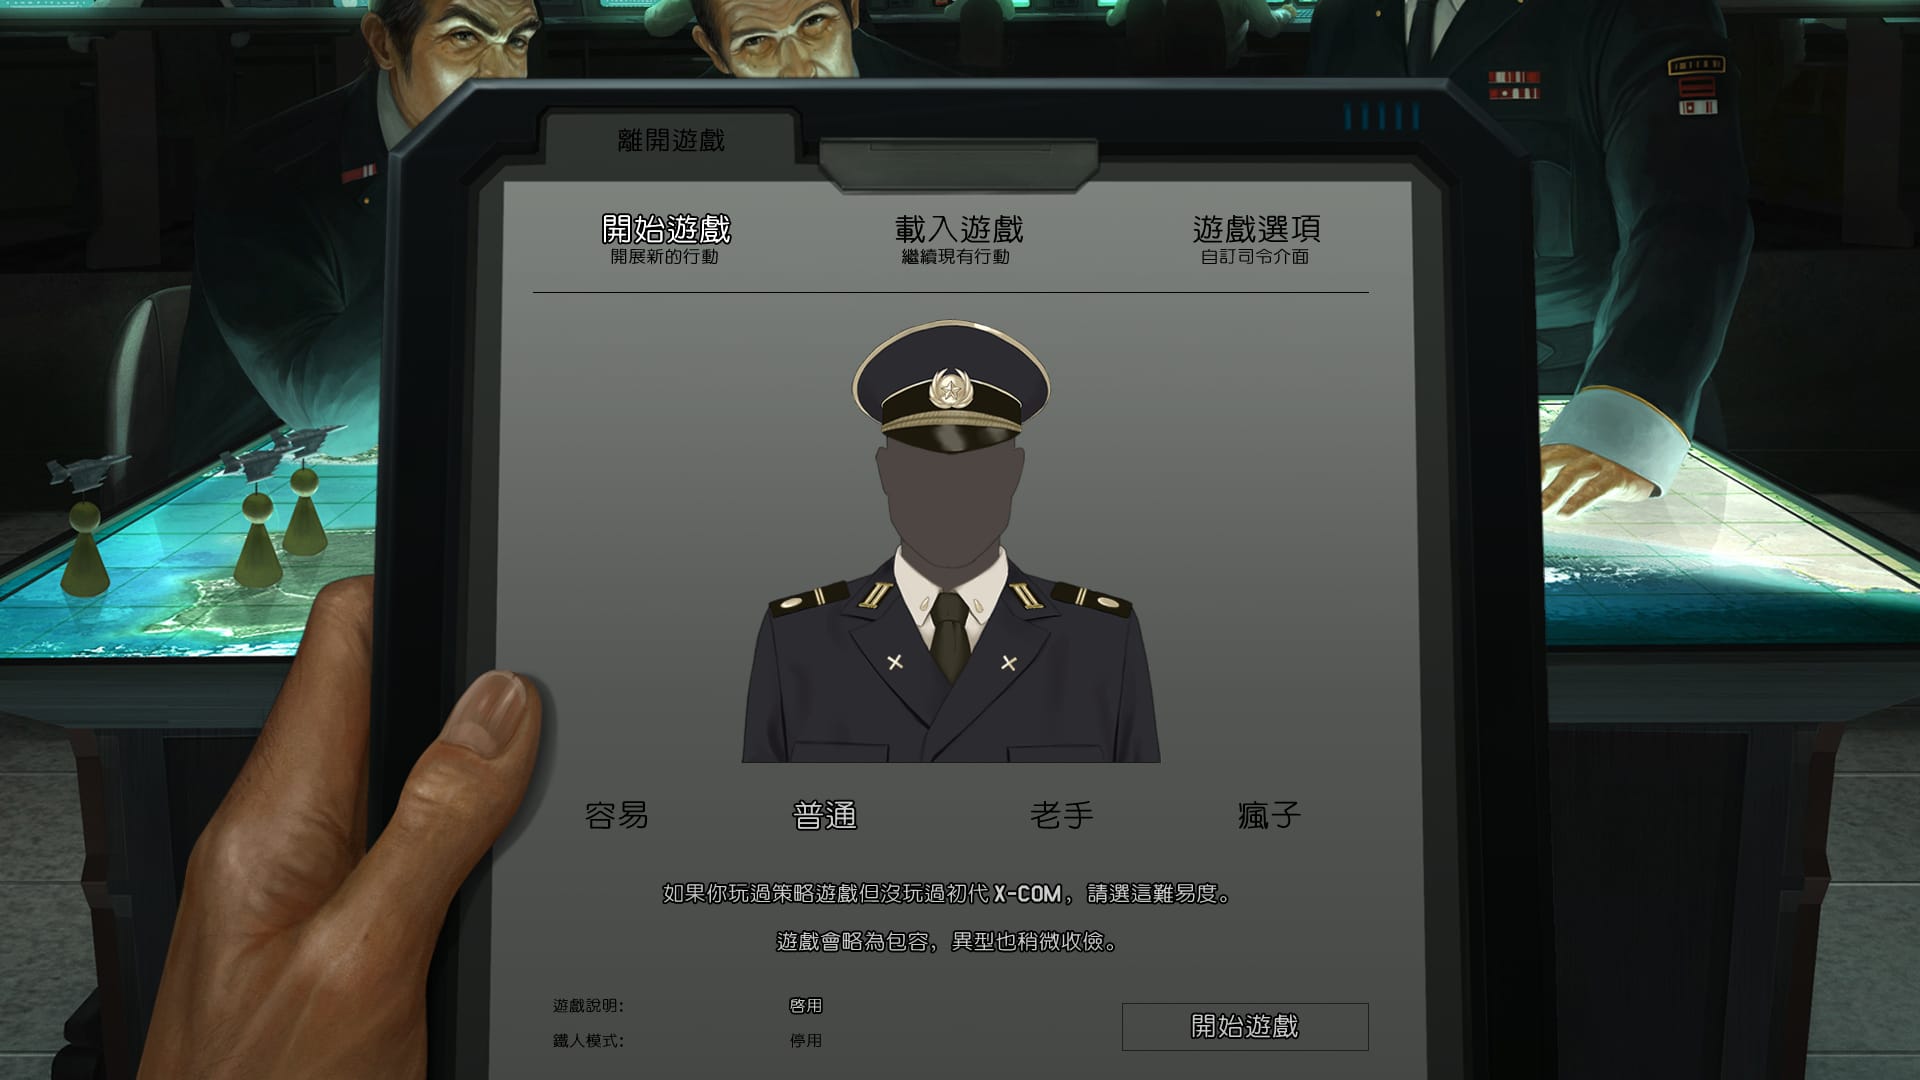 離開遊戲
開始遊戲
開展新的行動
載入遊戲
繼續現有行動
遊戲選項
自訂司令介面
容易
普通
老手
瘋子
如果你玩過策略遊戲但沒玩過初代 X-COM，請選這難易度。
遊戲會略為包容，異型也稍微收儉。
遊戲說明：
啓用
鐵人模式：
停用
開始遊戲